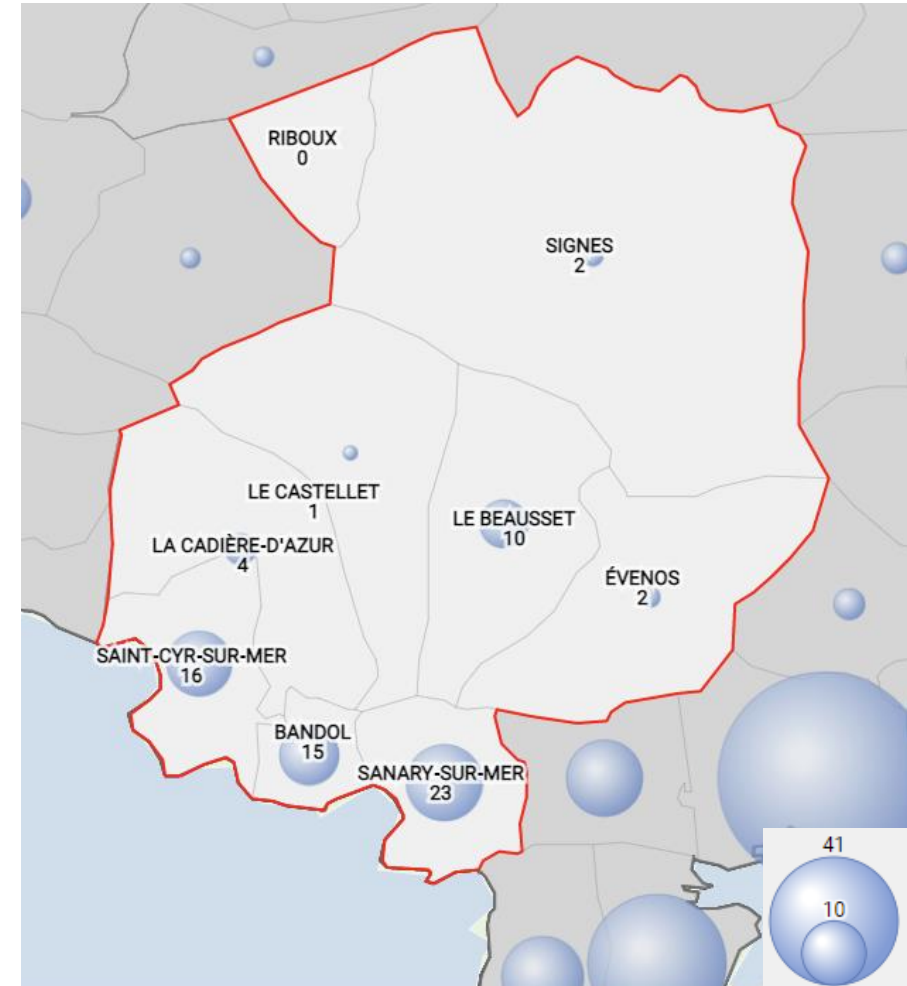 RIBOUX
0
SIGNES
2
LE CASTELLET
1
LE BEAUSSET
10
LA CADIÈRE-D'AZUR
4
ÉVENOS
2
SAINT-CYR-SUR-MER
16
BANDOL
15
SANARY-SUR-MER
23
41
10